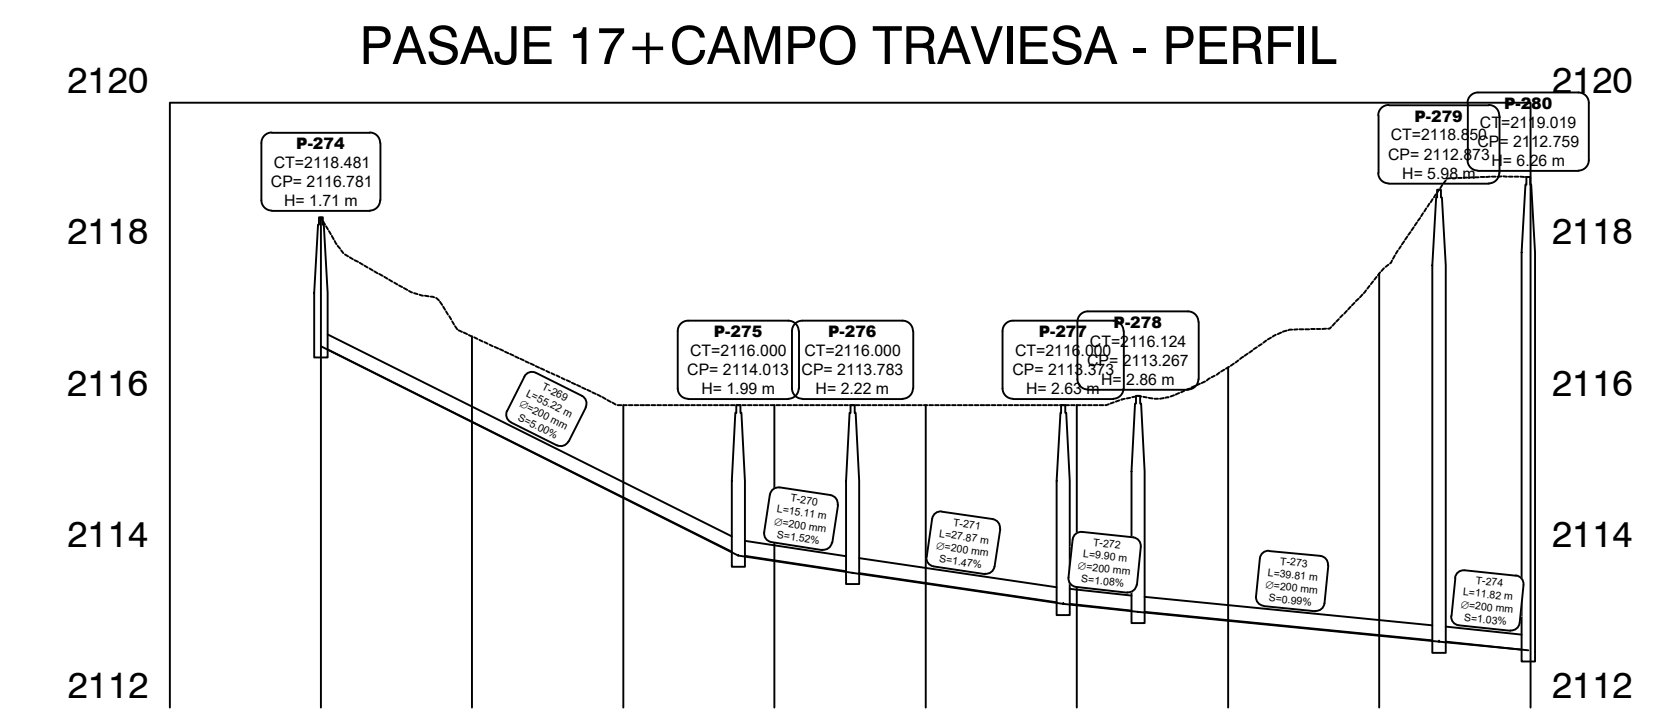 PASAJE 17+CAMPO TRAVIESA - PERFIL
2120
2120
P-274
CT=2118.481
CP= 2116.781
H= 1.71 m
P-279
CT=2118.850
CP= 2112.873
H= 5.98 m
P-280
CT=2119.019
CP= 2112.759
H= 6.26 m
2118
2118
P-275
CT=2116.000
CP= 2114.013
H= 1.99 m
P-276
CT=2116.000
CP= 2113.783
H= 2.22 m
P-277
CT=2116.000
CP= 2113.373
H= 2.63 m
P-278
CT=2116.124
CP= 2113.267
H= 2.86 m
2116
2116
T-269
L=55.22 m
∅=200 mm
S=5.00%
T-270
L=15.11 m
∅=200 mm
S=1.52%
T-271
L=27.87 m
∅=200 mm
S=1.47%
T-272
L=9.90 m
∅=200 mm
S=1.08%
T-273
L=39.81 m
∅=200 mm
S=0.99%
T-274
L=11.82 m
∅=200 mm
S=1.03%
2114
2114
2112
2112